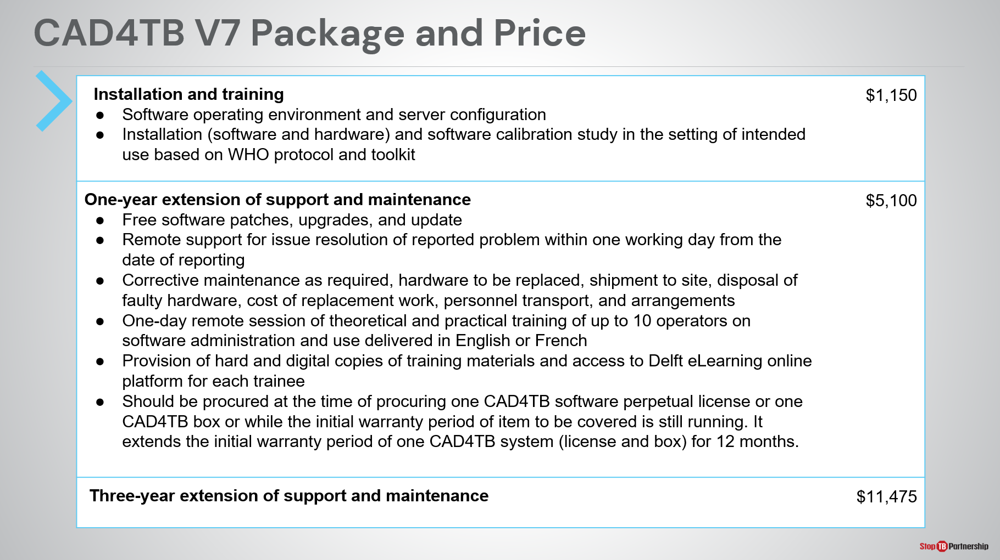 CAD4TB V7 Package and Price
Installation and training
$1,150
● Software operating environment and server configuration
● Installation (software and hardware) and software calibration study in the setting of intended
use based on WHO protocol and toolkit
One-year extension of support and maintenance
$5,100
● Free software patches, upgrades, and update
● Remote support for issue resolution of reported problem within one working day from the
date of reporting
● Corrective maintenance as required, hardware to be replaced, shipment to site, disposal of
faulty hardware, cost of replacement work, personnel transport, and arrangements
● One-day remote session of theoretical and practical training of up to 10 operators on
software administration and use delivered in English or French
● Provision of hard and digital copies of training materials and access to Delft eLearning online
platform for each trainee
● Should be procured at the time of procuring one CAD4TB software perpetual license or one
CAD4TB box or while the initial warranty period of item to be covered is still running. It
extends the initial warranty period of one CAD4TB system (license and box) for 12 months.
Three-year extension of support and maintenance
$11,475
Stop TB Partnership